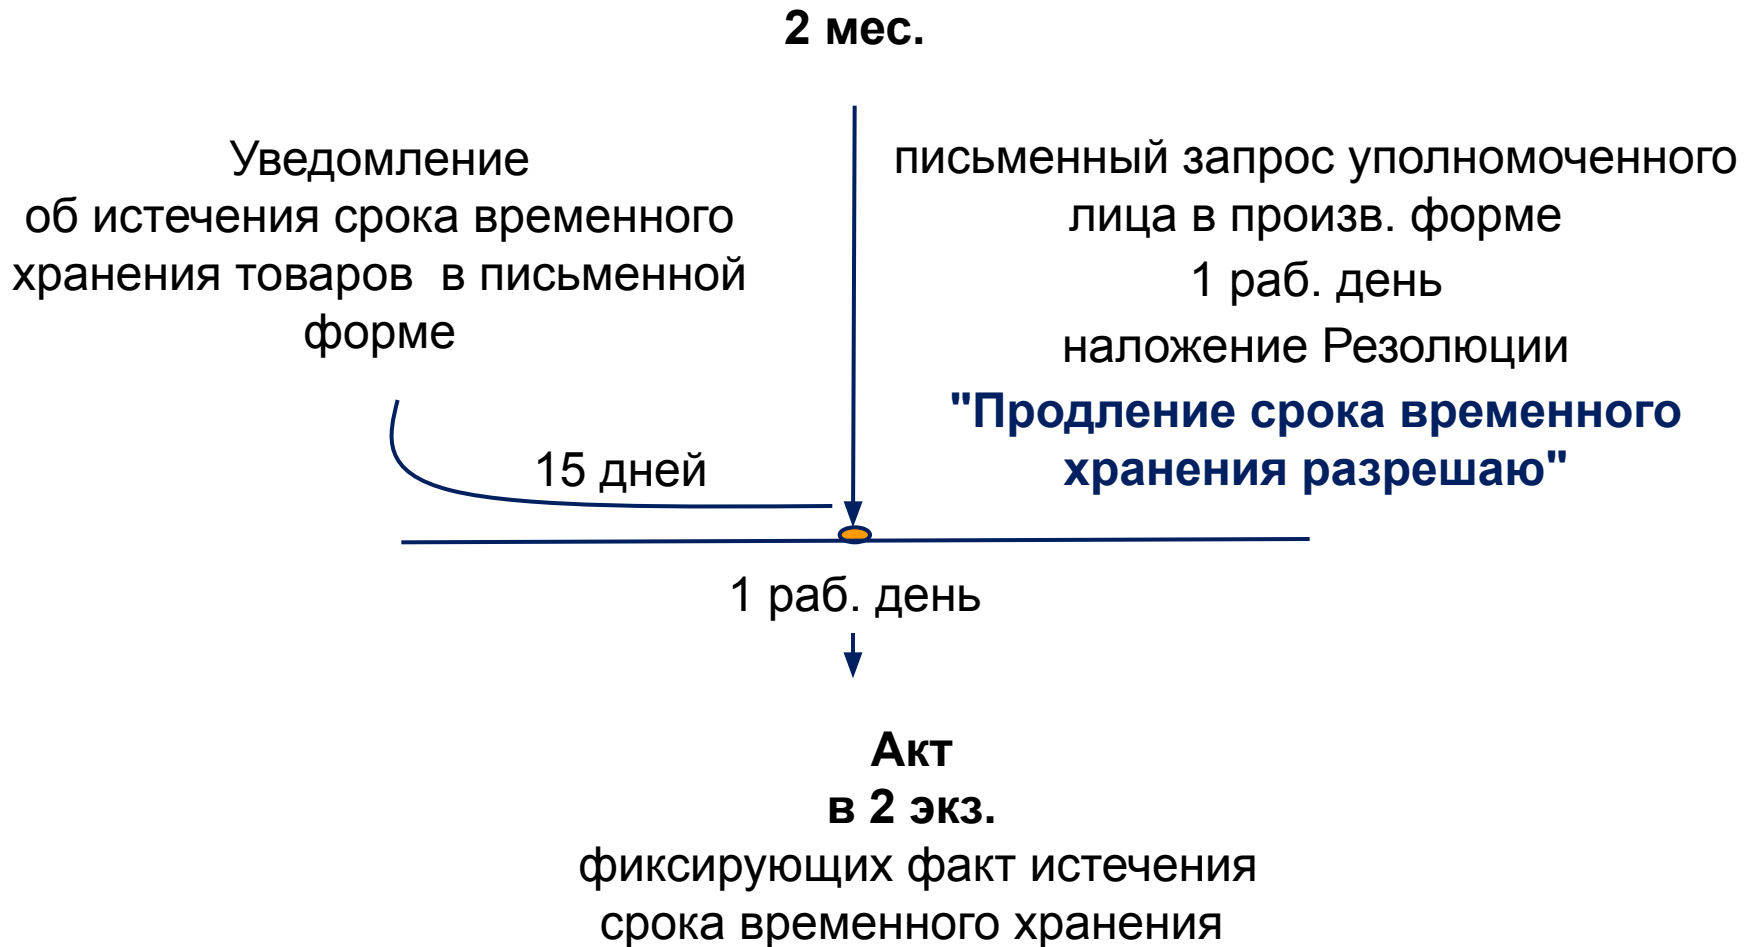 2 мес.
Уведомление
об истечения срока временного
хранения товаров  в письменной
форме
15 дней
письменный запрос уполномоченного
лица в произв. форме
1 раб. день
наложение Резолюции
"Продление срока временного
хранения разрешаю"
1 раб. день
Акт
в 2 экз.
фиксирующих факт истечения
срока временного хранения